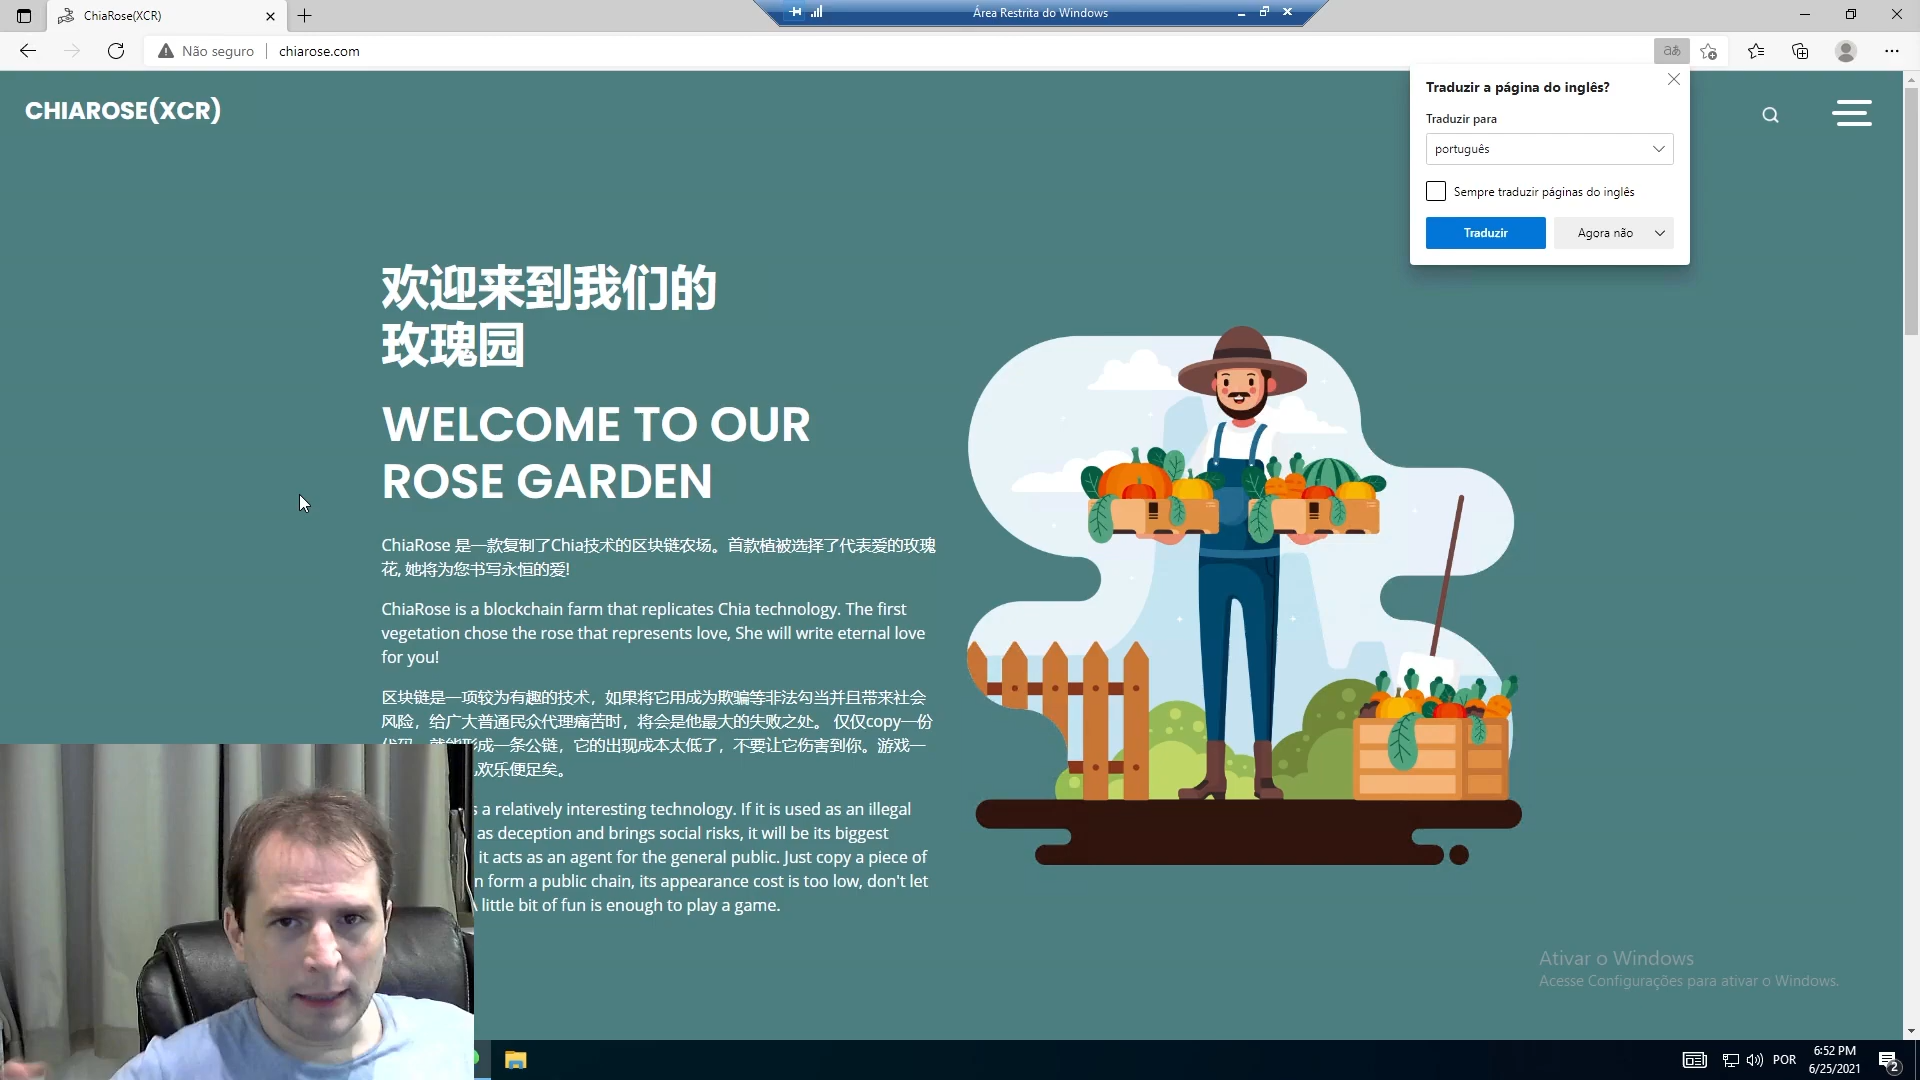 ChiaRose(XCR)
Área Restrita do Windows
Não seguro
chiarose.com
CHIAROSE(XCR)
Traduzir a página do inglês?
Traduzir para
português
Sempre traduzir páginas do inglês
Traduzir
Agora não
欢迎来到我们的
玫瑰园
WELCOME TO OUR
ROSE GARDEN
ChiaRose 是一款复制了Chia技术的区块链农场。首款植被选择了代表爱的玫瑰
花, 她将为您书写永恒的爱!
ChiaRose is a blockchain farm that replicates Chia technology. The first
vegetation chose the rose that represents love, She will write eternal love
for you!
区块链是一项较为有趣的技术，如果将它用成为欺骗等非法勾当并且带来社会
风险，给广大普通民众代理痛苦时，将会是他最大的失败之处。 仅仅copy一份
形成一条公链，它的出现成本太低了，不要让它伤害到你。游戏一
欢乐便足矣。
a relatively interesting technology. If it is used as an illegal
as deception and brings social risks, it will be its biggest
it acts as an agent for the general public. Just copy a piece of
form a public chain, its appearance cost is too low, don't let
little bit of fun is enough to play a game.
Ativar o Windows
Acesse Configurações para ativar o Windows.
POR
6:52 PM
6/25/2021
2